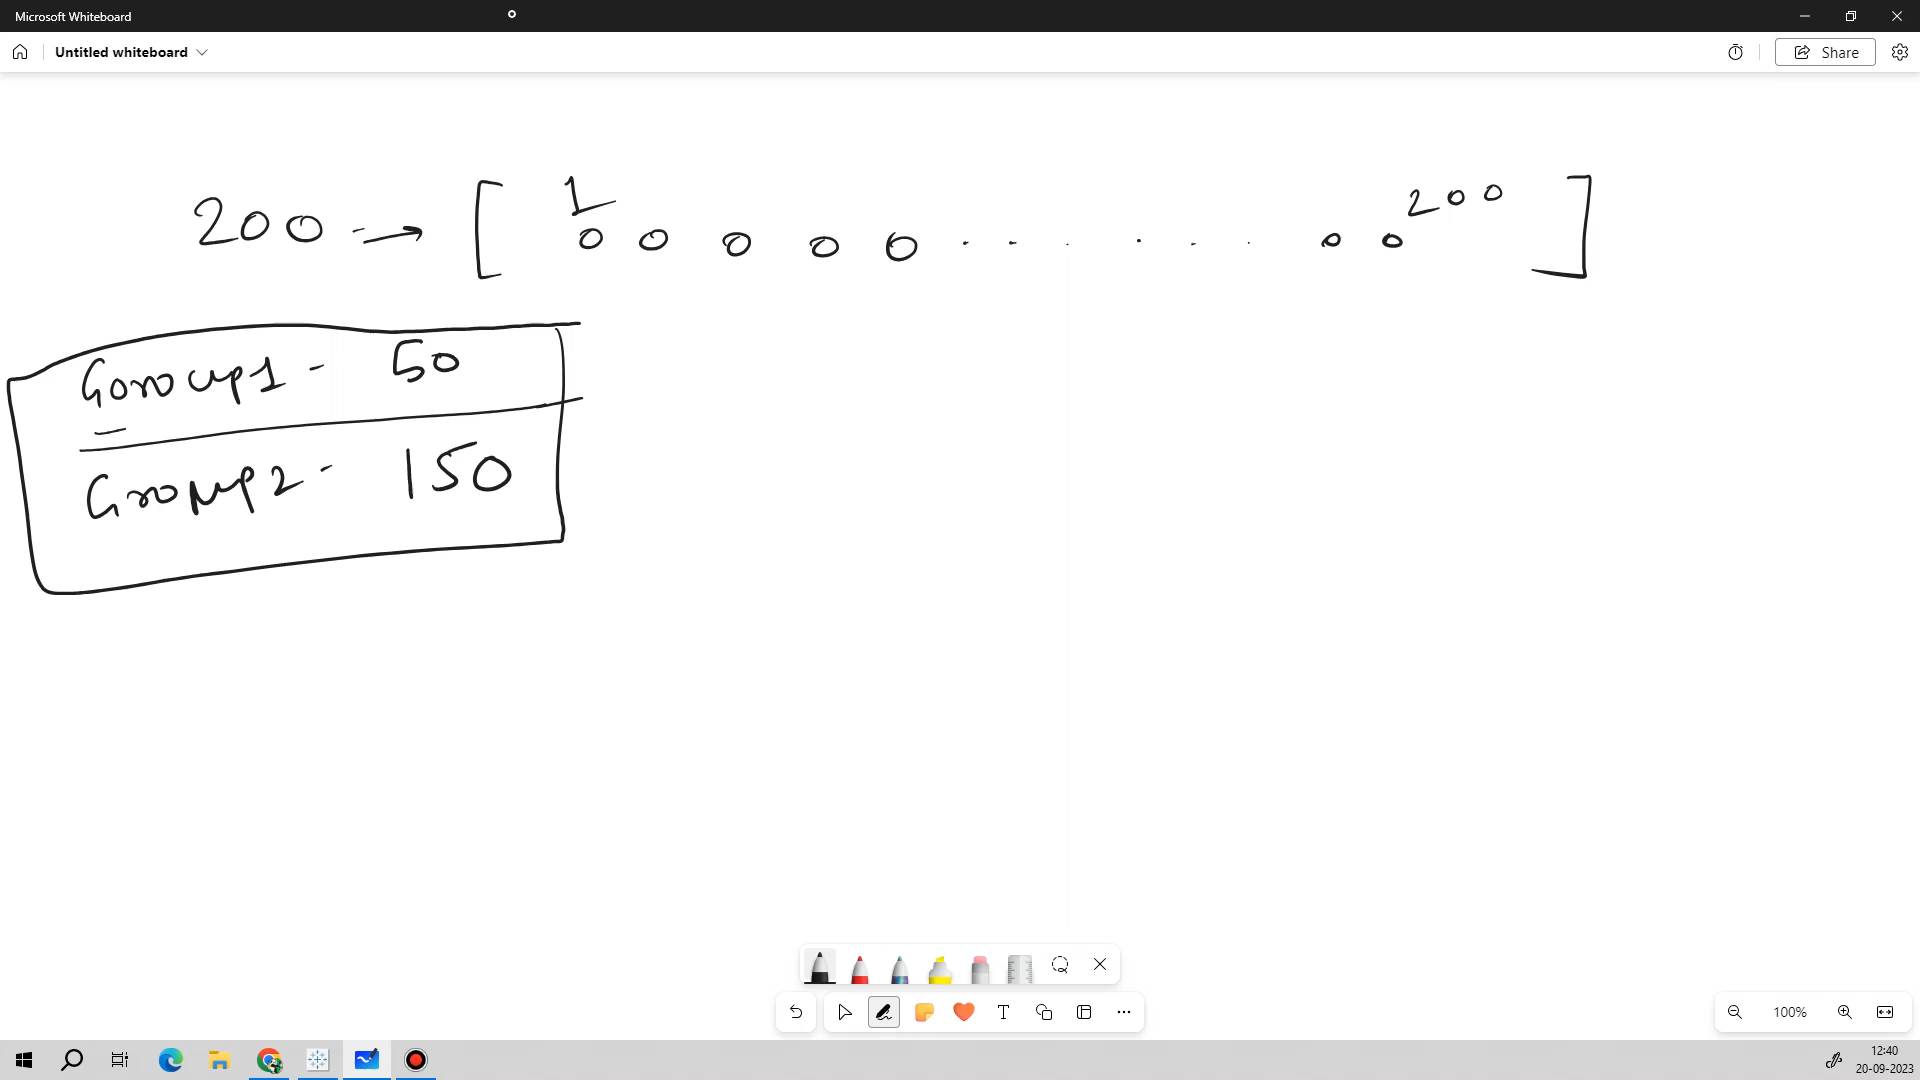 Microsoft Whiteboard
Untitled whiteboard
Share
1
200
200 → [ 0 0 0 0 0 . . . . . . 0 0 ]
Group1 - 50
Group2 - 150
100%
12:40
20-09-2023